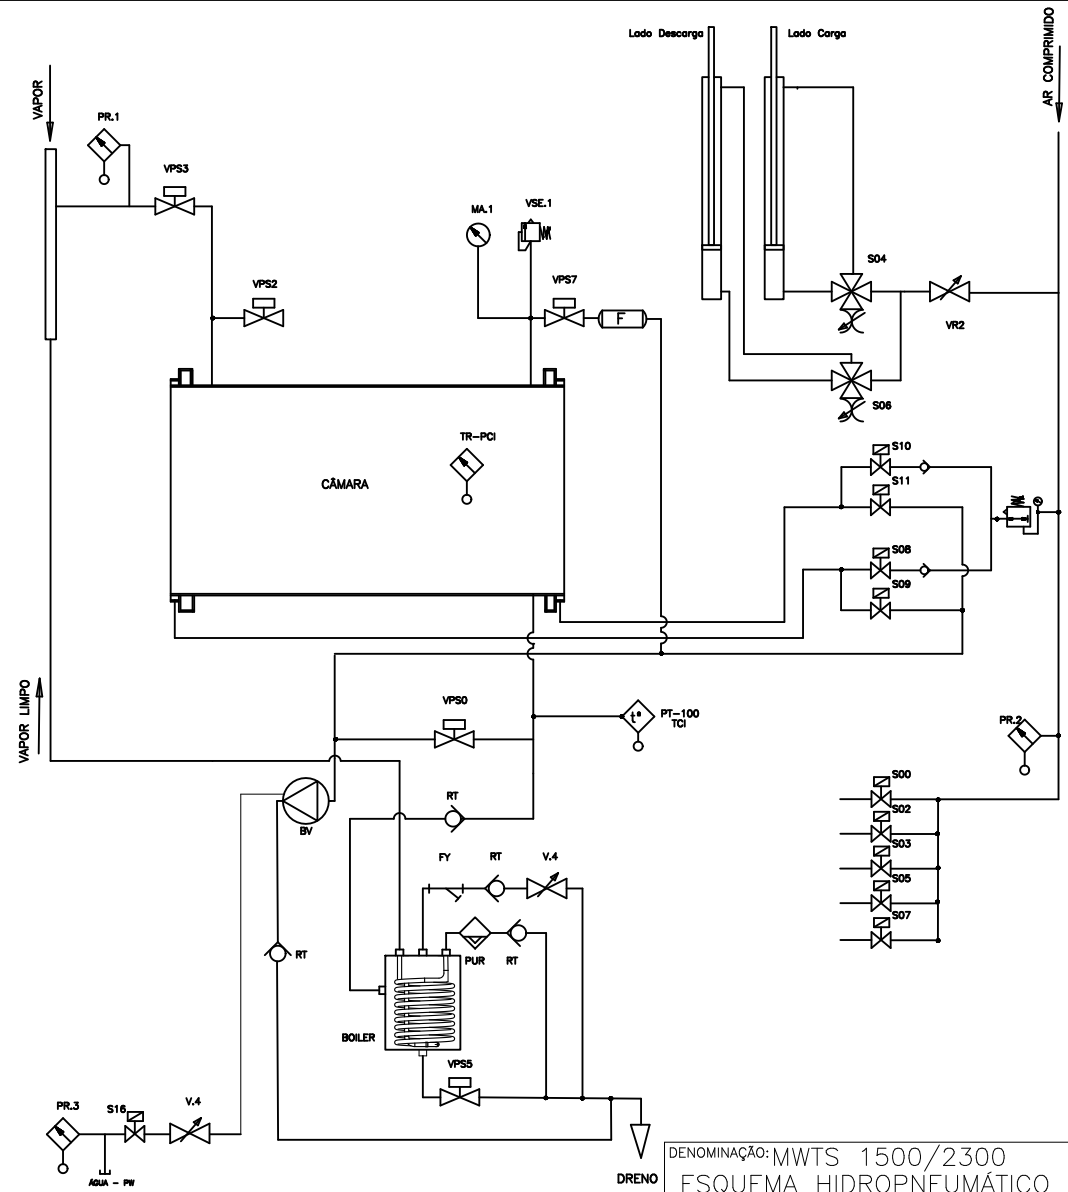 Lado Descarga
Lado Carga
AR COMPRIMIDO
VAPOR
PR.1
VPS3
MA.1
VSE.1
S04
VPS2
VPS7
F
VR2
S06
TR-PCI
CÂMARA
S10
S11
S08
S09
VAPOR LIMPO
VPS0
t°
PT-100
TCI
PR.2
S00
RT
S02
BV
S03
FY
RT
V.4
S05
S07
RT
PUR
RT
BOILER
VPS5
PR.3
S16
V.4
ÁGUA - PW
DRENO
DENOMINAÇÃO: MWTS 1500/2300
ESQUEMA HIDROPNEUMÁTICO